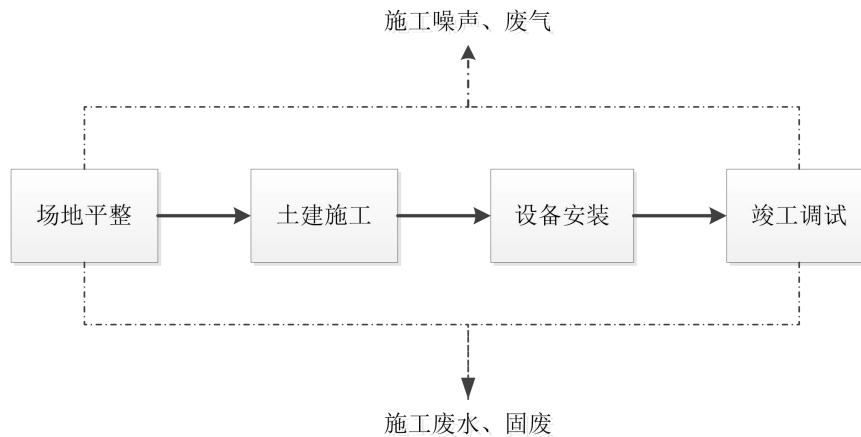 施工噪声、废气
场地平整
土建施工
设备安装
竣工调试
施工废水、固废